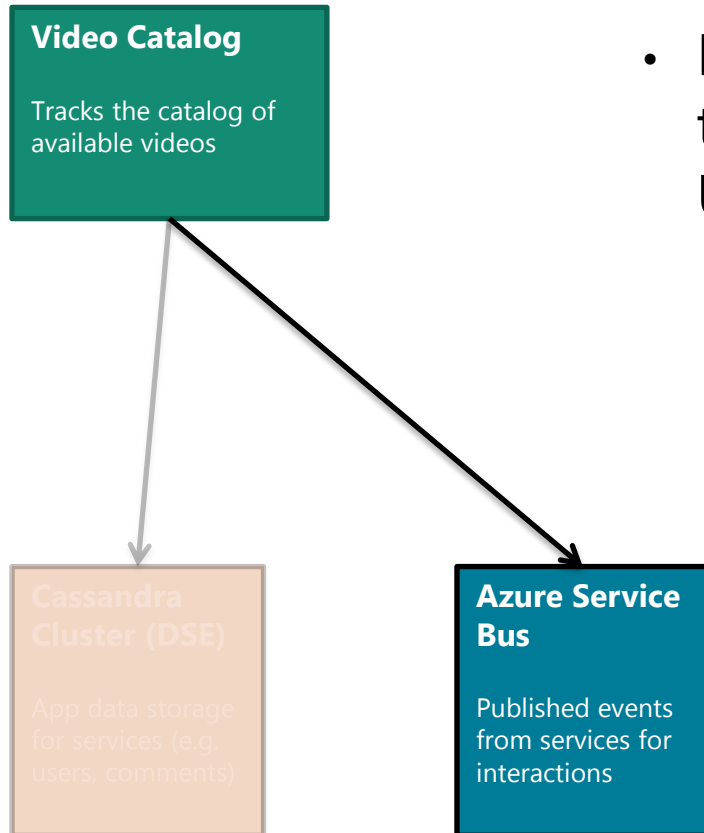 Video Catalog
Tracks the catalog of
available videos
•
Cassandra
Cluster (DSE)
App data storage
for services (e.g.
users, comments)
Azure Service
Bus
Published events
from services for
interactions